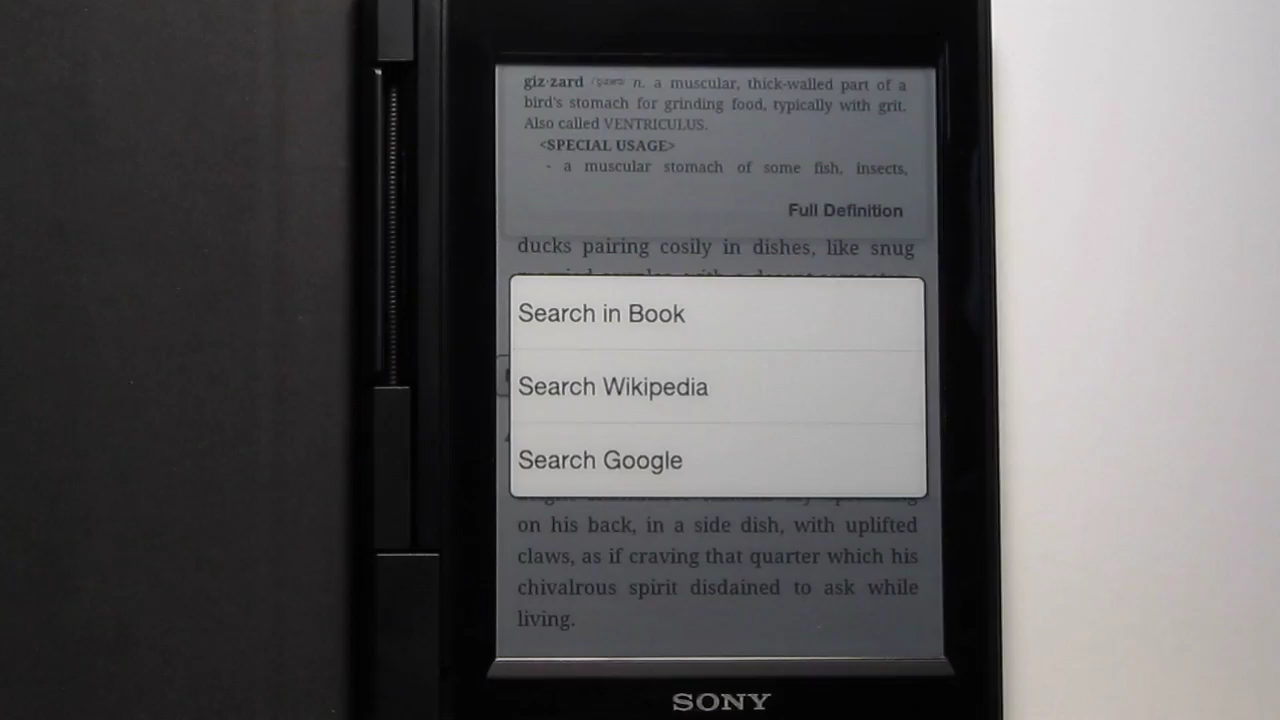 giz·zard n. a muscular, thick-walled part of a
bird's stomach for grinding food, typically with grit.
Also called VENTRICULUS.
<SPECIAL USAGE>
- a muscular stomach of some fish, insects,
Full Definition
ducks pairing cosily in dishes, like snug
Search in Book
Search Wikipedia
Search Google
on his back, in a side dish, with uplifted
claws, as if craving that quarter which his
chivalrous spirit disdained to ask while
living.
SONY